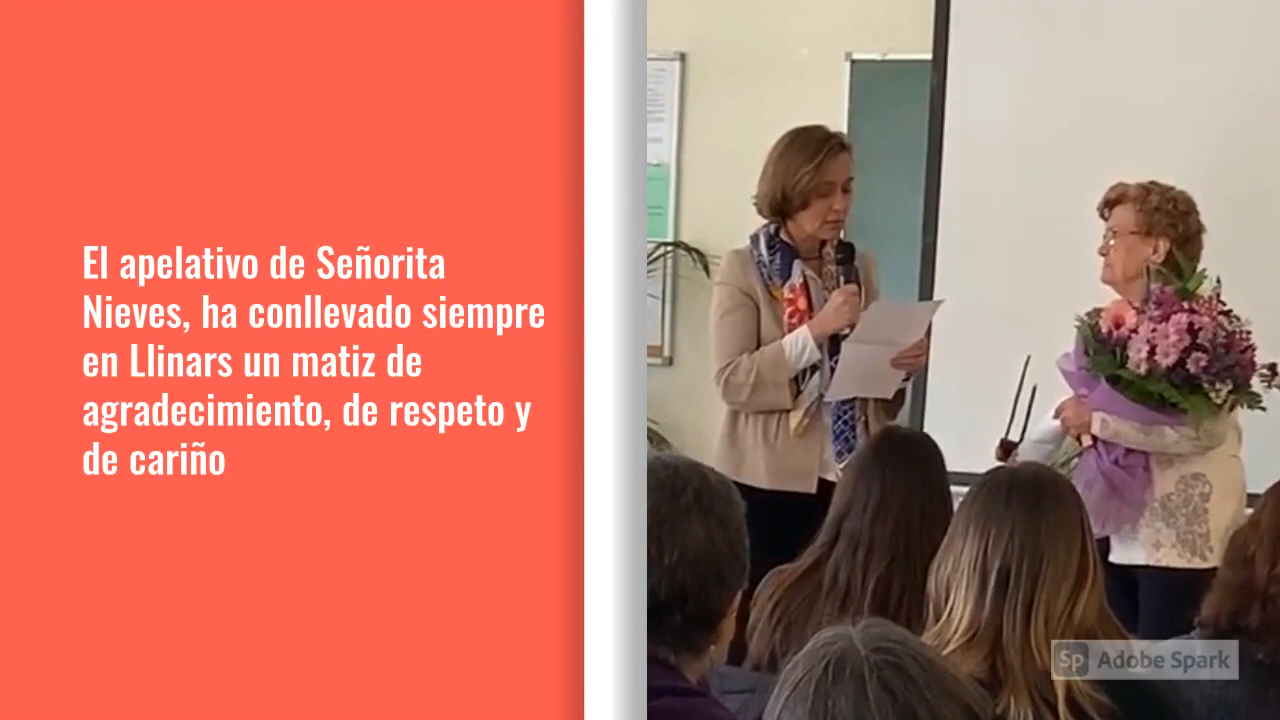 El apelativo de Señorita
Nieves, ha conllevado siempre
en Llinars un matiz de
agradecimiento, de respeto y
de cariño
Sp Adobe Spark